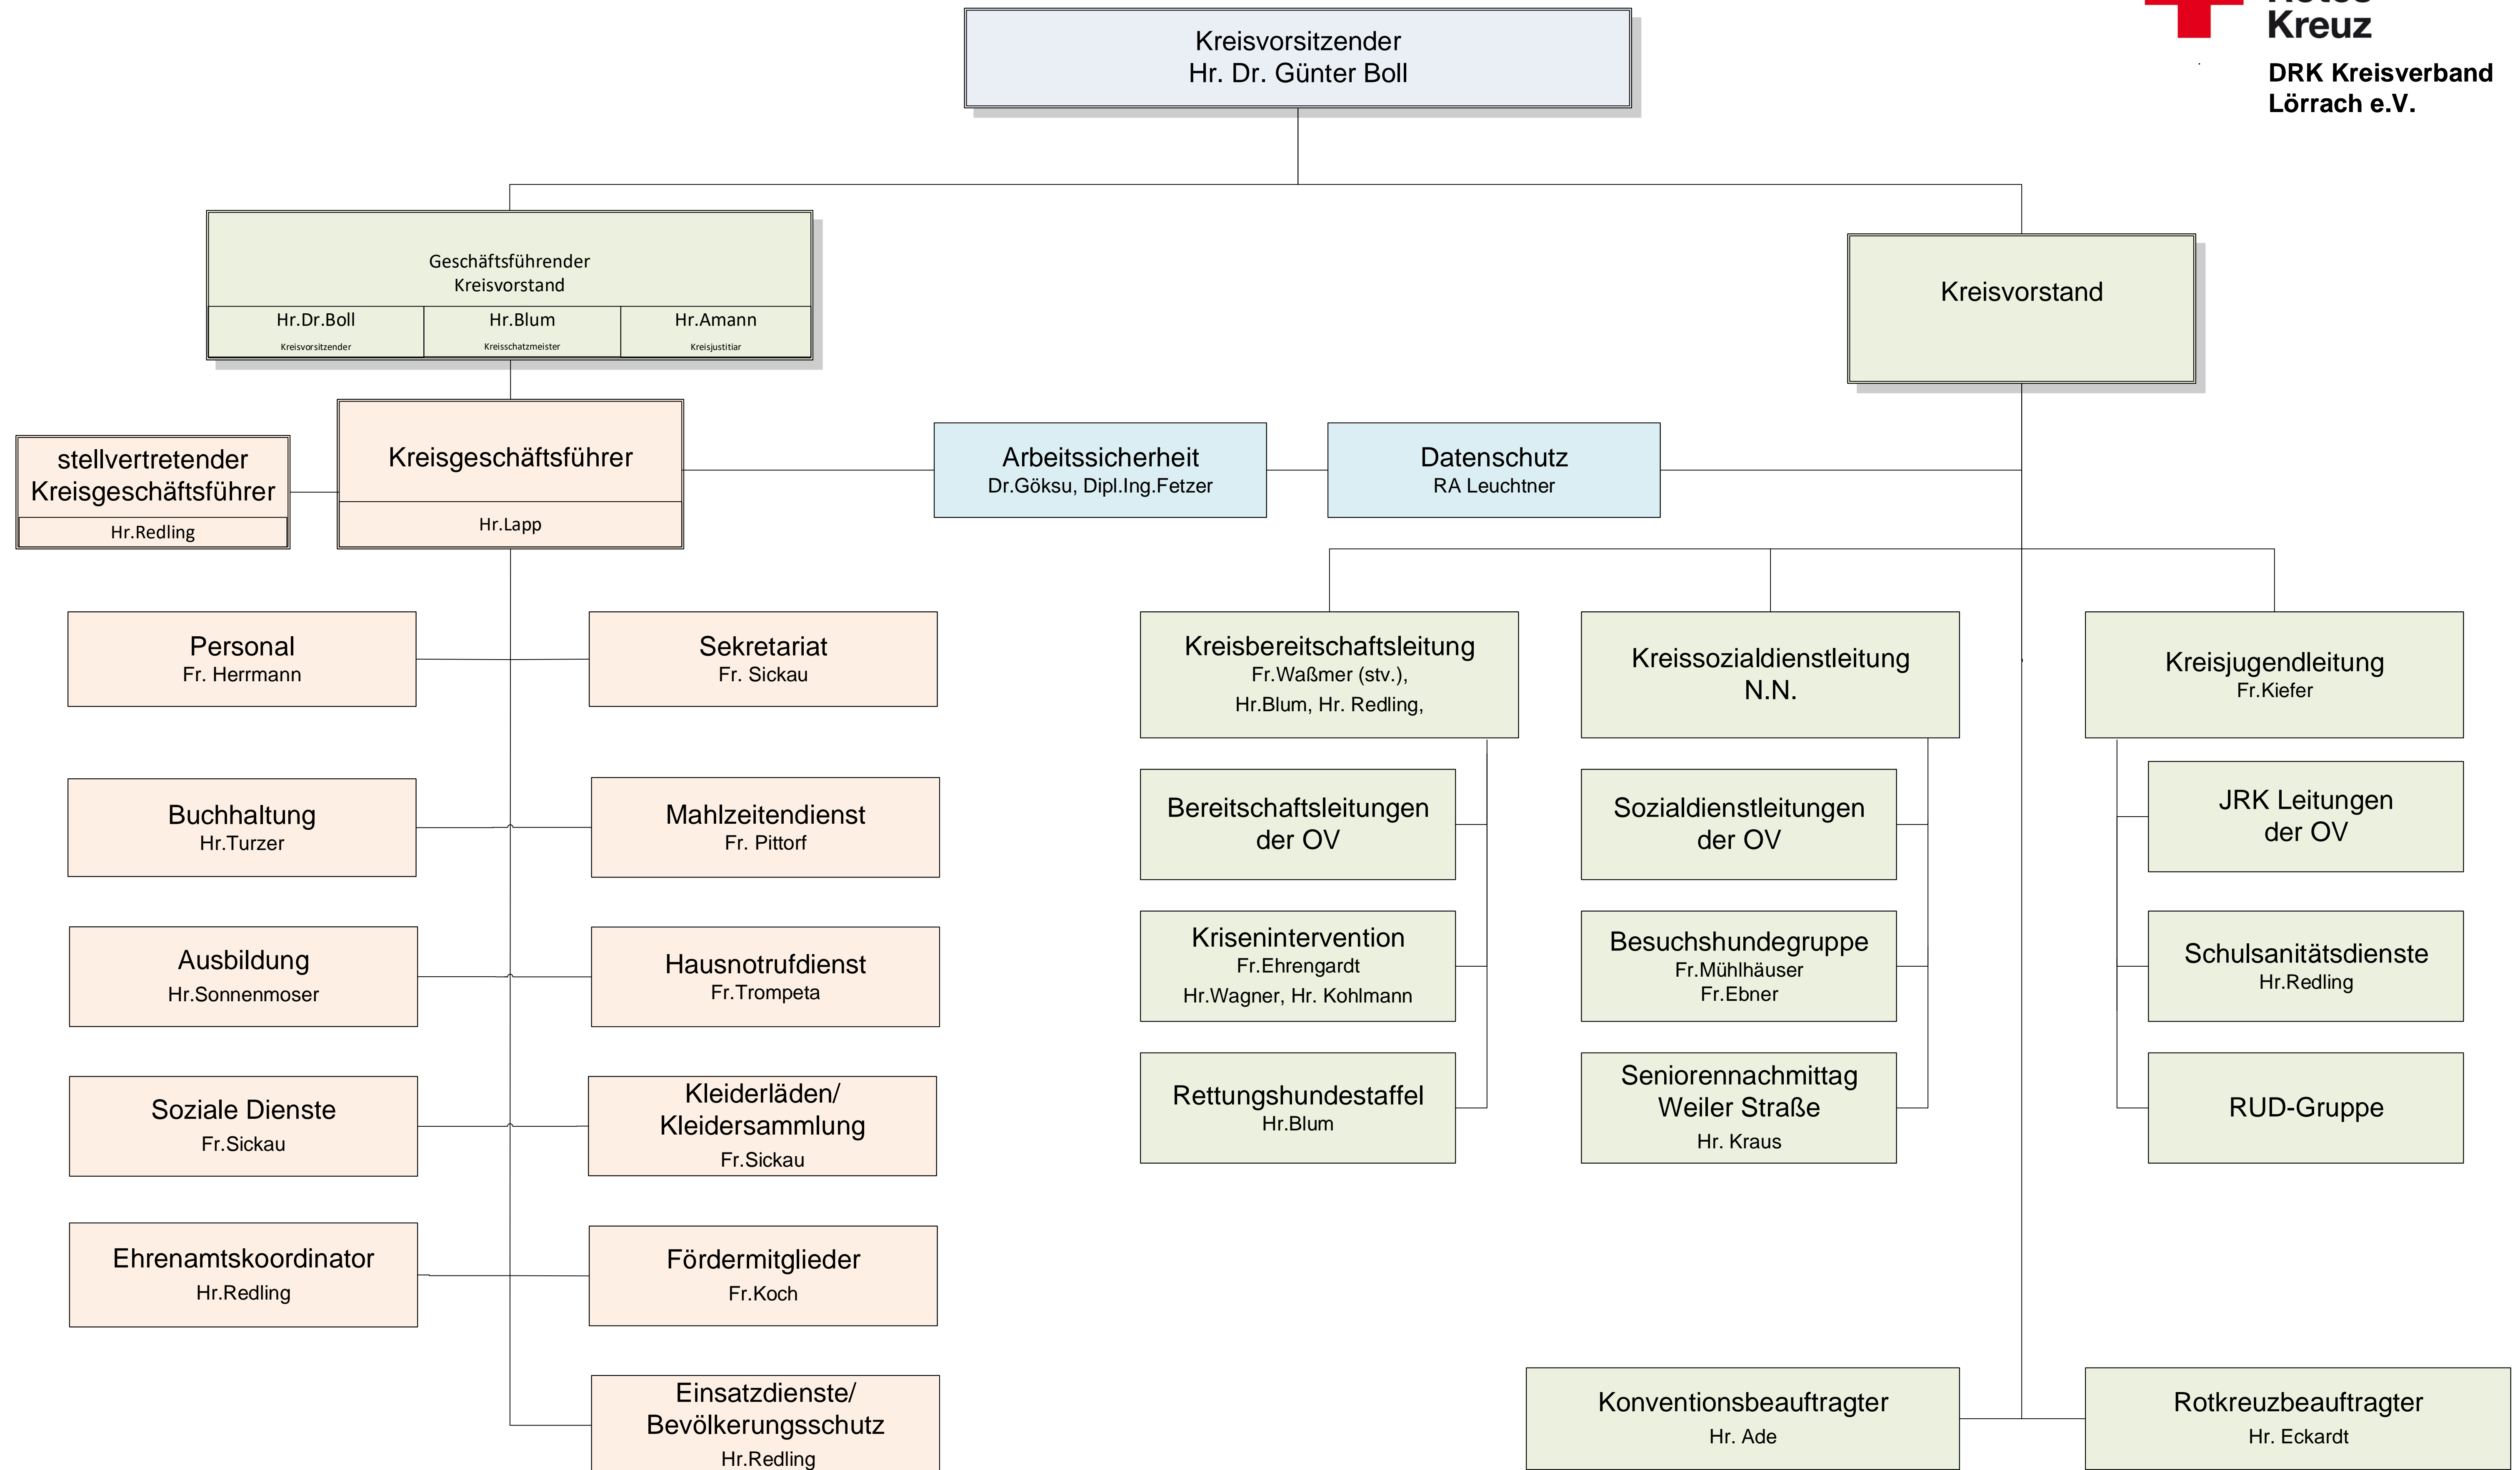 Kreuz
DRK Kreisverband
Lörrach e.V.
Kreisvorsitzender
Hr. Dr. Günter Boll
Geschäftsführender
Kreisvorstand
Hr.Dr.Boll
Kreisvorsitzender
Hr.Blum
Kreisschatzmeister
Hr.Amann
Kreisjustitiar
Kreisvorstand
stellvertretender
Kreisgeschäftsführer
Hr.Redling
Kreisgeschäftsführer
Hr.Lapp
Arbeitssicherheit
Dr.Göksu, Dipl.Ing.Fetzer
Datenschutz
RA Leuchtner
Personal
Fr. Herrmann
Sekretariat
Fr. Sickau
Buchhaltung
Hr.Turzer
Mahlzeitendienst
Fr. Pittorf
Ausbildung
Hr.Sonnenmoser
Hausnotrufdienst
Fr.Trompeta
Soziale Dienste
Fr.Sickau
Kleiderläden/
Kleidersammlung
Fr.Sickau
Ehrenamtskoordinator
Hr.Redling
Fördermitglieder
Fr.Koch
Einsatzdienste/
Bevölkerungsschutz
Hr.Redling
Kreisbereitschaftsleitung
Fr.Waßmer (stv.),
Hr.Blum, Hr. Redling,
Bereitschaftsleitungen
der OV
Krisenintervention
Fr.Ehrengardt
Hr.Wagner, Hr. Kohlmann
Rettungshundestaffel
Hr.Blum
Kreissozialdienstleitung
N.N.
Sozialdienstleitungen
der OV
Besuchshundegruppe
Fr.Mühlhäuser
Fr.Ebner
Seniorennachmittag
Weiler Straße
Hr. Kraus
Kreisjugendleitung
Fr.Kiefer
JRK Leitungen
der OV
Schulsanitätsdienste
Hr.Redling
RUD-Gruppe
Konventionsbeauftragter
Hr. Ade
Rotkreuzbeauftragter
Hr. Eckardt